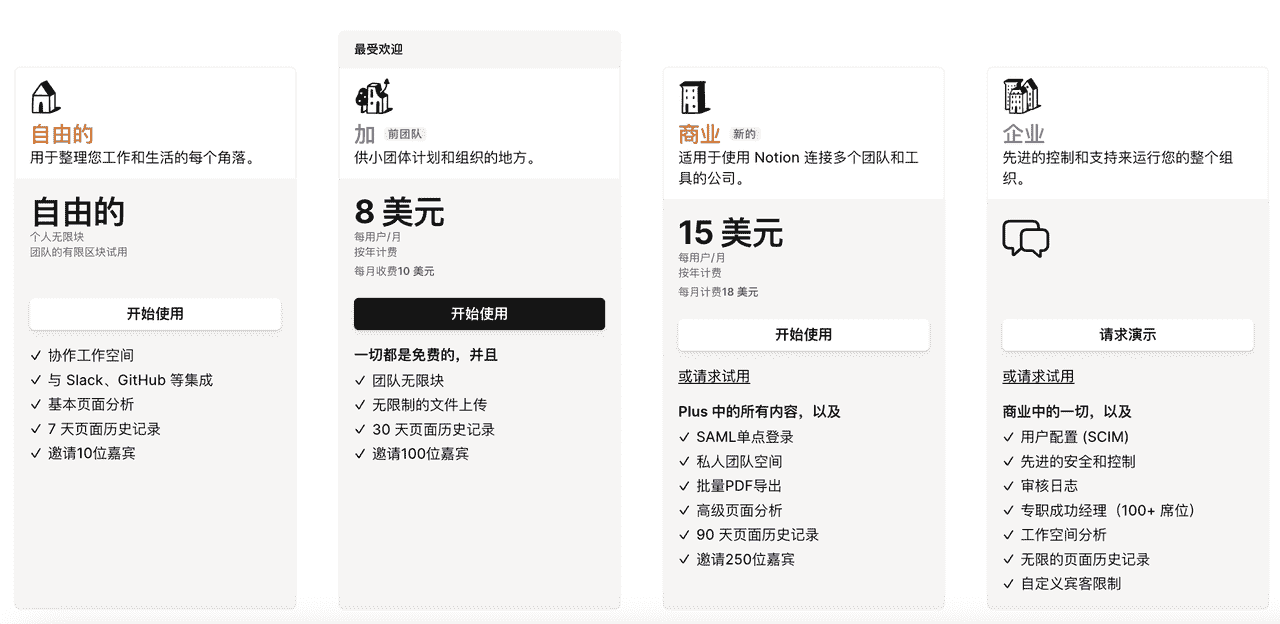 自由的
用于整理您工作和生活的每个角落。
自由的
个人无限块
团队的有限区块试用
开始使用
协作工作空间
与 Slack、GitHub 等集成
基本页面分析
7 天页面历史记录
邀请10位嘉宾
最受欢迎
加 前团队
供小团体计划和组织的地方。
8 美元
每用户/月
按年计费
每月收费10 美元
开始使用
一切都是免费的，并且
团队无限块
无限制的文件上传
30 天页面历史记录
邀请100位嘉宾
商业 新的
适用于使用 Notion 连接多个团队和工
具的公司。
15 美元
每用户/月
按年计费
每月计费18 美元
开始使用
或请求试用
Plus 中的所有内容，以及
SAML单点登录
私人团队空间
批量PDF导出
高级页面分析
90 天页面历史记录
邀请250位嘉宾
企业
先进的控制和支持来运行您的整个组
织。
请求演示
或请求试用
商业中的一切，以及
用户配置 (SCIM)
先进的安全和控制
审核日志
专职成功经理（100+ 席位）
工作空间分析
无限的页面历史记录
自定义宾客限制